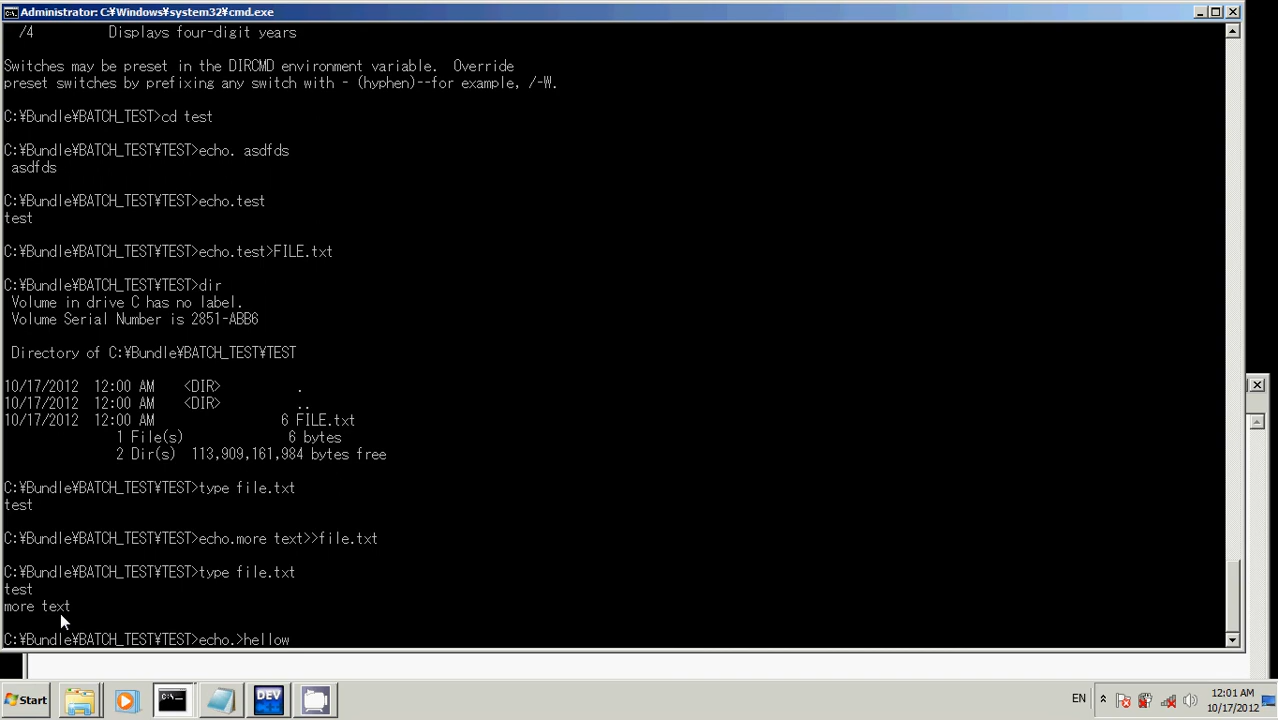 Administrator: C:¥Windows¥system32¥cmd.exe
/4 Displays four-digit years
Switches may be preset in the DIRCMD environment variable. Override
preset switches by prefixing any switch with - (hyphen)--for example, /-W.
C:¥Bundle¥BATCH_TEST>cd test
C:¥Bundle¥BATCH_TEST¥TEST>echo. asdfds
asdfds
C:¥Bundle¥BATCH_TEST¥TEST>echo.test
test
C:¥Bundle¥BATCH_TEST¥TEST>echo.test>FILE.txt
C:¥Bundle¥BATCH_TEST¥TEST>dir
Volume in drive C has no label.
Volume Serial Number is 2851-ABB6
Directory of C:¥Bundle¥BATCH_TEST¥TEST
10/17/2012 12:00 AM <DIR> .
10/17/2012 12:00 AM <DIR> ..
10/17/2012 12:00 AM 6 FILE.txt
1 File(s) 6 bytes
2 Dir(s) 113,909,161,984 bytes free
C:¥Bundle¥BATCH_TEST¥TEST>type file.txt
test
C:¥Bundle¥BATCH_TEST¥TEST>echo.more text>>file.txt
C:¥Bundle¥BATCH_TEST¥TEST>type file.txt
test
more text
C:¥Bundle¥BATCH_TEST¥TEST>echo.>hellow
Start
C:\.
DEV
EN
12:01 AM
10/17/2012